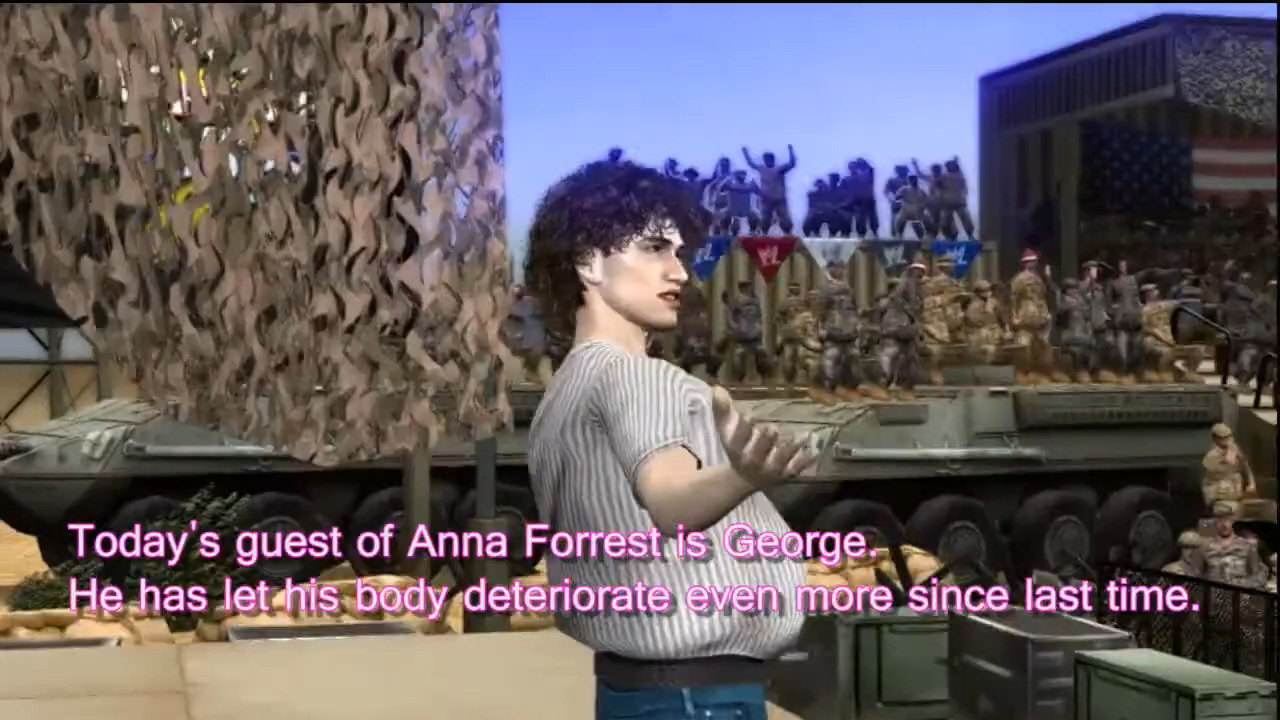 Today's guest of Anna Forrest is George.
He has let his body deteriorate even more since last time.